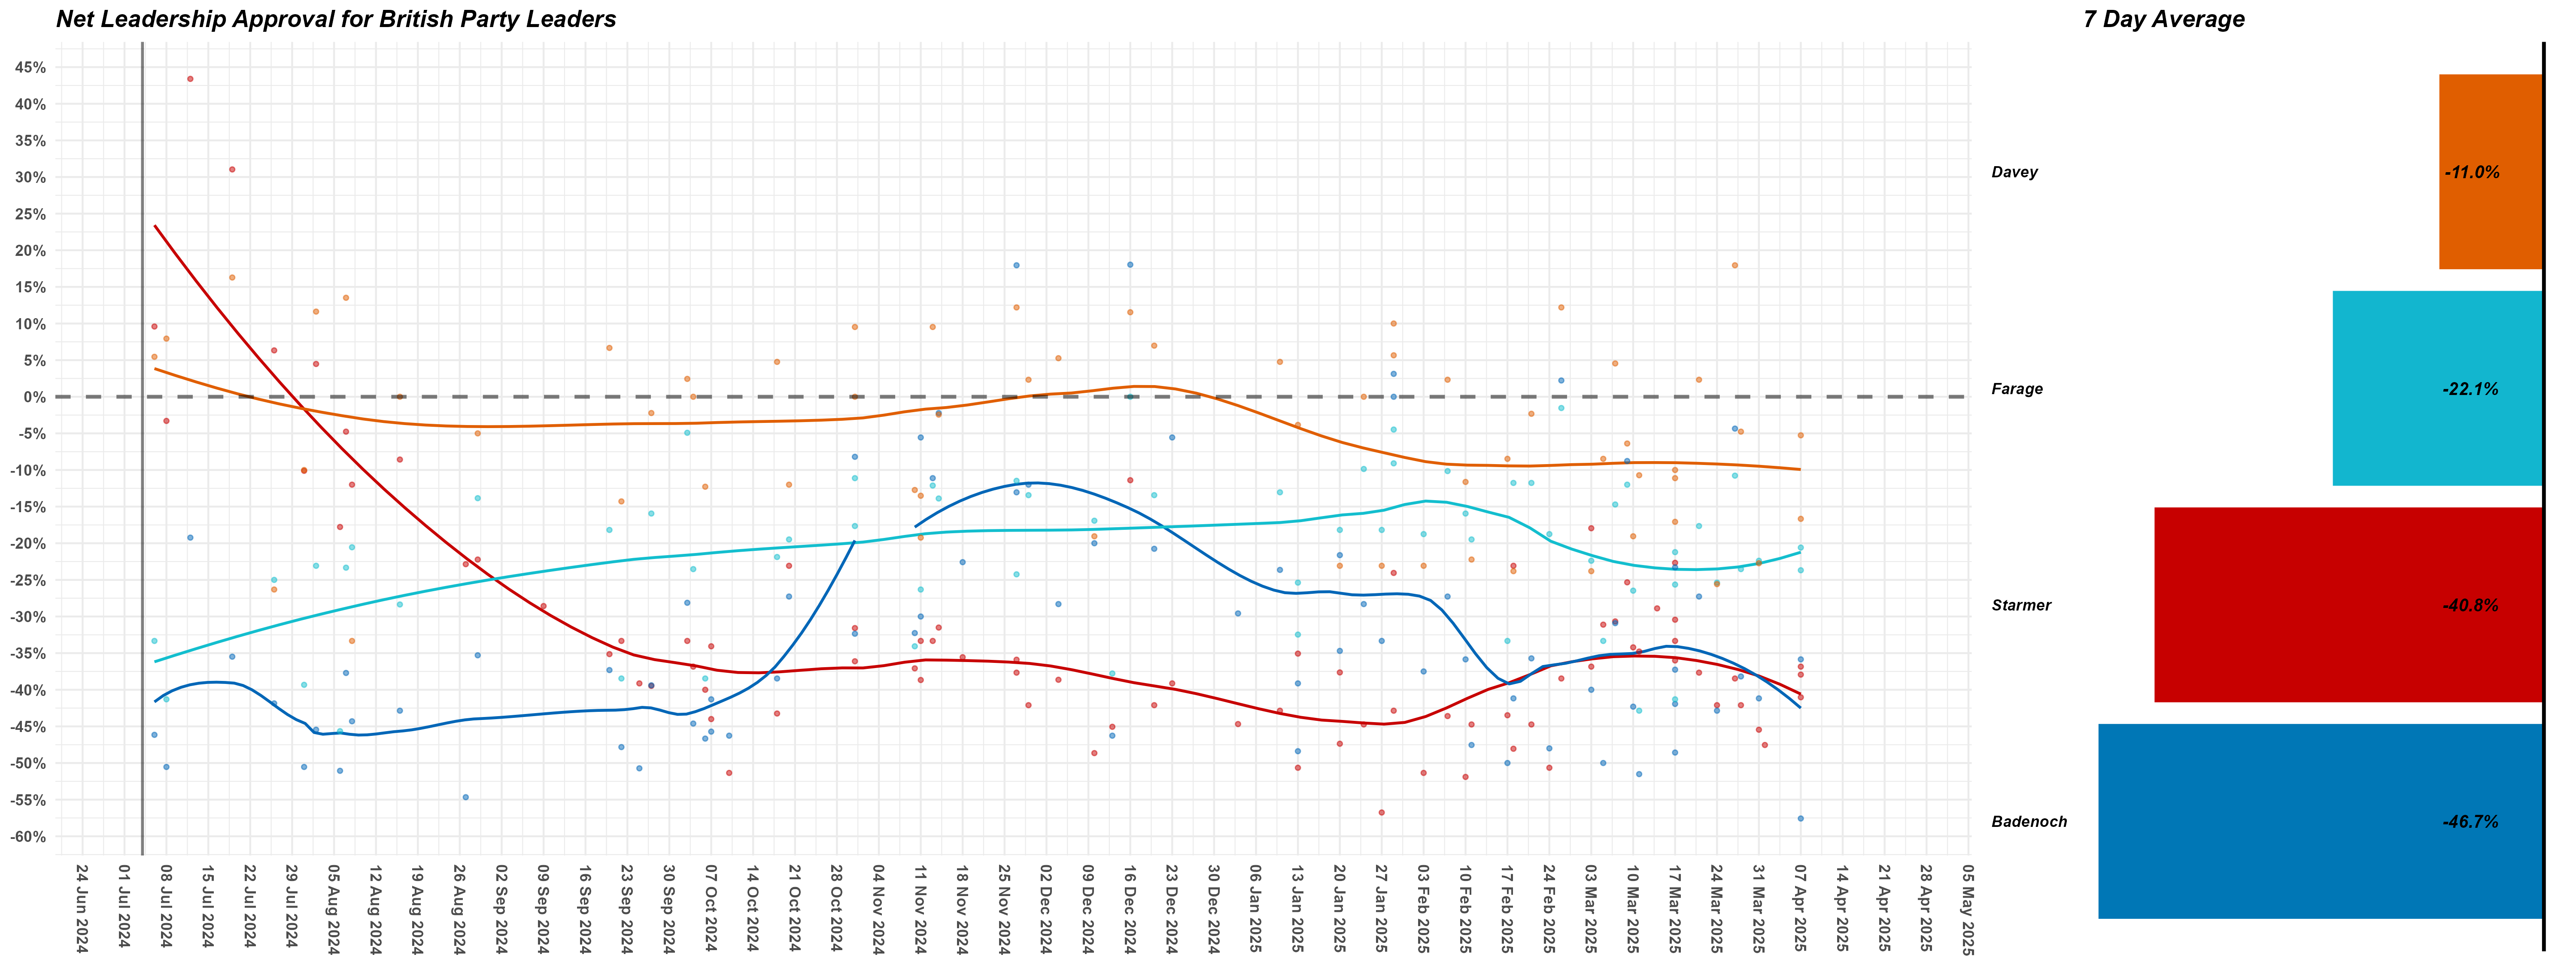 Net Leadership Approval for British Party Leaders
7 Day Average
45%
40%
35%
30%
25%
20%
15%
10%
5%
0%
-5%
-10%
-15%
-20%
-25%
-30%
-35%
-40%
-45%
-50%
-55%
-60%
24 Jun 2024
01 Jul 2024
08 Jul 2024
15 Jul 2024
22 Jul 2024
29 Jul 2024
05 Aug 2024
12 Aug 2024
19 Aug 2024
26 Aug 2024
02 Sep 2024
09 Sep 2024
16 Sep 2024
23 Sep 2024
30 Sep 2024
07 Oct 2024
14 Oct 2024
21 Oct 2024
28 Oct 2024
04 Nov 2024
11 Nov 2024
18 Nov 2024
25 Nov 2024
02 Dec 2024
09 Dec 2024
16 Dec 2024
23 Dec 2024
30 Dec 2024
06 Jan 2025
13 Jan 2025
20 Jan 2025
27 Jan 2025
03 Feb 2025
10 Feb 2025
17 Feb 2025
24 Feb 2025
03 Mar 2025
10 Mar 2025
17 Mar 2025
24 Mar 2025
31 Mar 2025
07 Apr 2025
14 Apr 2025
21 Apr 2025
28 Apr 2025
05 May 2025
Davey -11.0%
Farage -22.1%
Starmer -40.8%
Badenoch -46.7%